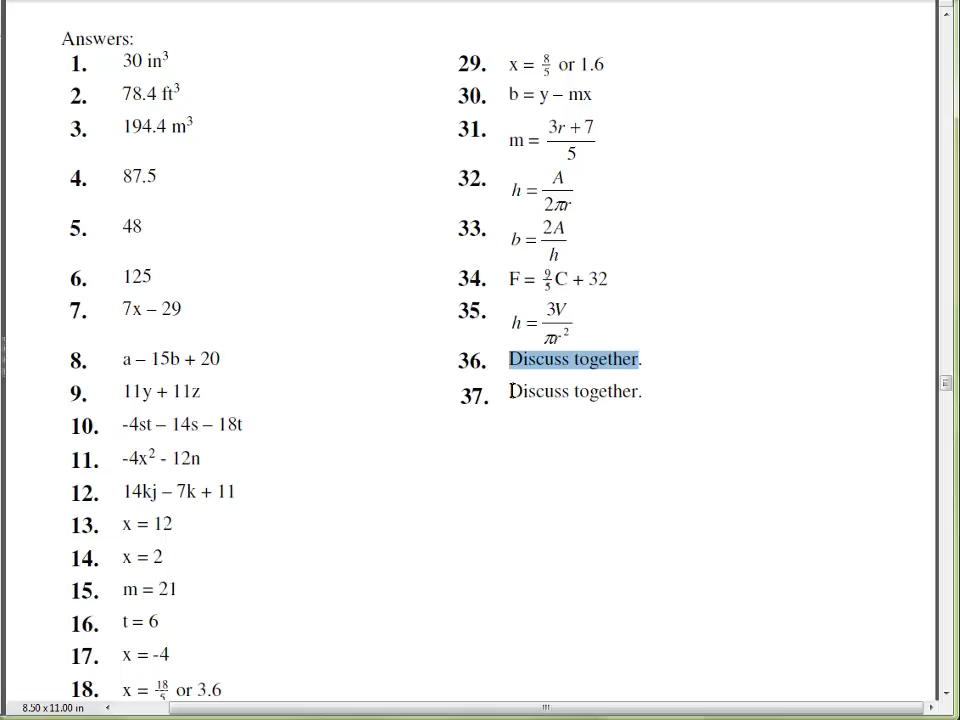 Answers:
1. 30 in³
2. 78.4 ft³
3. 194.4 m³
4. 87.5
5. 48
6. 125
7. 7x – 29
8. a – 15b + 20
9. 11y + 11z
10. -4st – 14s – 18t
11. -4x² - 12n
12. 14kj – 7k + 11
13. x = 12
14. x = 2
15. m = 21
16. t = 6
17. x = -4
18. x = 18/5 or 3.6
29. x = 8/5 or 1.6
30. b = y – mx
31. m = (3r + 7)/5
32. h = A/(2πr)
33. b = 2A/h
34. F = 9/5 C + 32
35. h = 3V/(πr²)
36. Discuss together.
37. Discuss together.
8.50 x 11.00 in